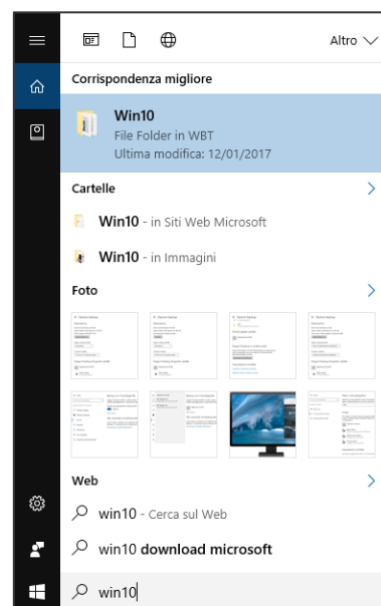 Altro
Corrispondenza migliore
Win10
File Folder in WBT
Ultima modifica: 12/01/2017
Cartelle
Win10 - in Siti Web Microsoft
Win10 - in Immagini
Foto
Web
win10 - Cerca sul Web
win10 download microsoft
win10